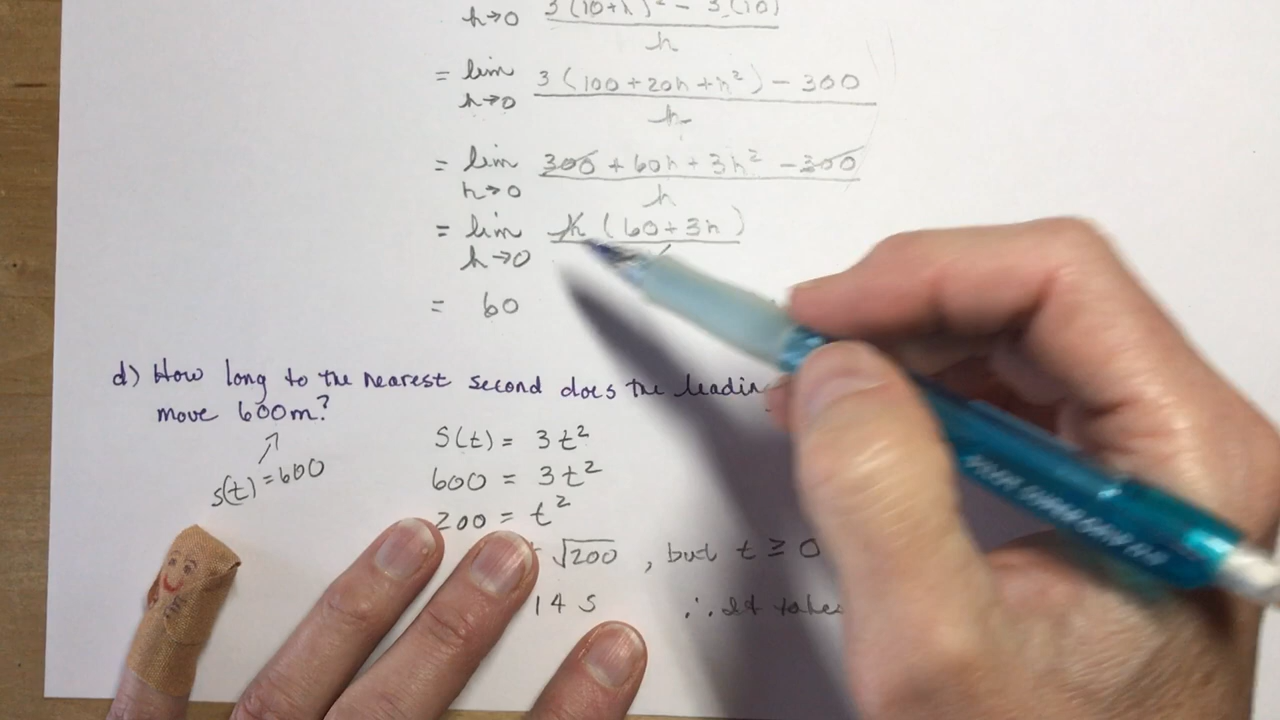 h→0 3(10+h)² - 3(10)
h
= lim 3(100+20h+h²) - 300
h→0 h
= lim 300 + 60h + 3h² - 300
h→0 h
= lim h(60+3h)
h→0
= 60
d) How long to the nearest second does the
move 600m?
s(t)=600
S(t) = 3t²
600 = 3t²
200 = t²
√200, but t ≥ 0
14 s ∴ It takes